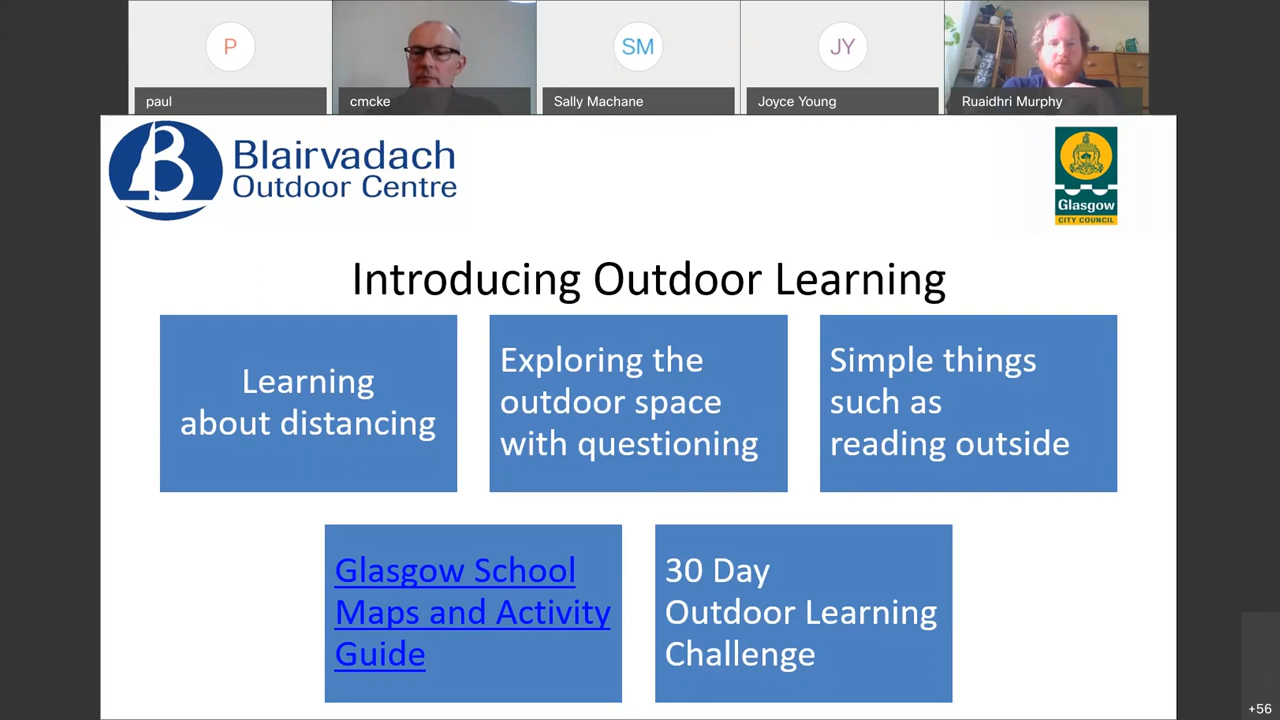 P
SM
JY
paul
cmcke
Sally Machane
Joyce Young
Ruaidhri Murphy
B
Blairvadach
Outdoor Centre
Glasgow
CITY COUNCIL
Introducing Outdoor Learning
Learning
about distancing
Exploring the
outdoor space
with questioning
Simple things
such as
reading outside
Glasgow School
Maps and Activity
Guide
30 Day
Outdoor Learning
Challenge
+56